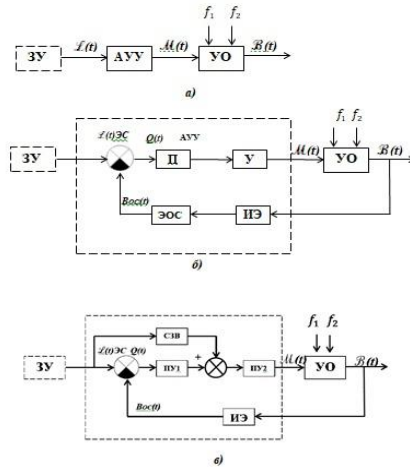 f₁ f₂
ЗУ ℒ(t) АУУ ℳ(t) УО ℬ(t)
а)
ℒ(t)ЭС Q(t) АУУ f₁ f₂
ЗУ П У ℳ(t) УО ℬ(t)
Вос(t)
ЭОС ИЭ
б)
f₁ f₂
СЗВ
ℒ(t)ЭС Q(t) + ℳ(t) ℬ(t)
ЗУ ПУ1 ПУ2 УО
Вос(t) ИЭ
в)